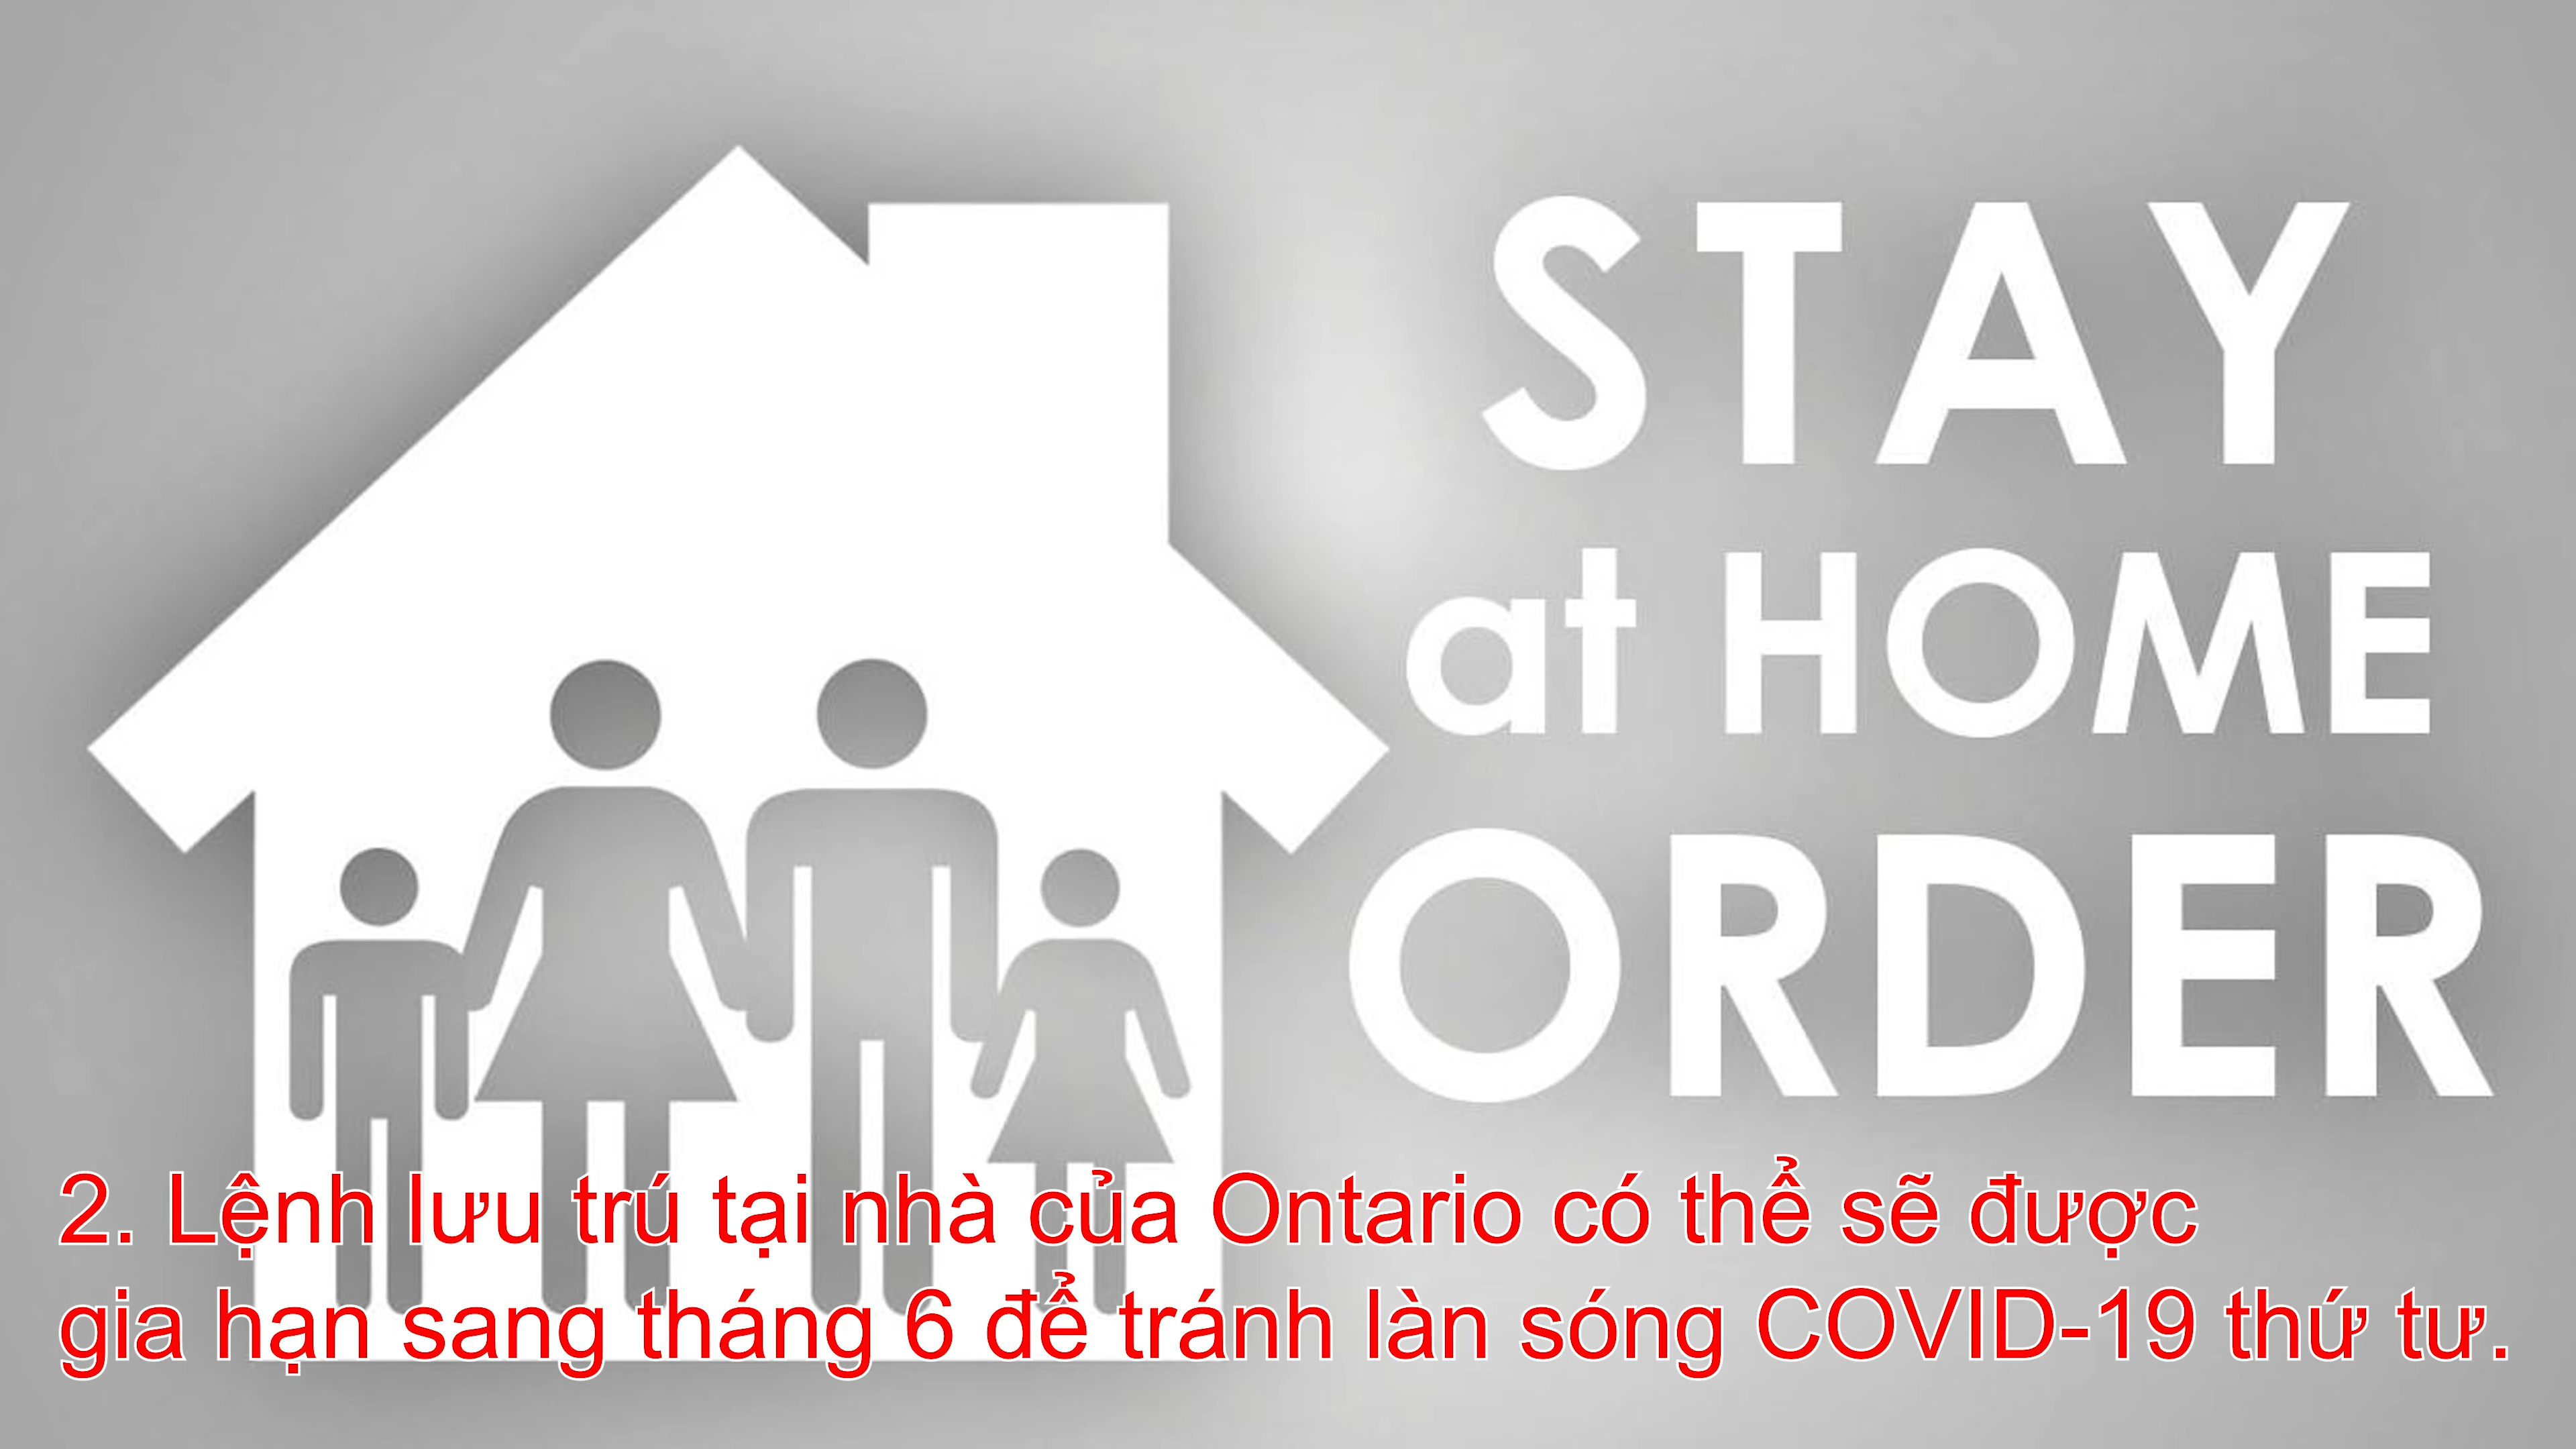 STAY
at HOME
ORDER
2. Lệnh lưu trú tại nhà của Ontario có thể sẽ được
gia hạn sang tháng 6 để tránh làn sóng COVID-19 thứ tư.